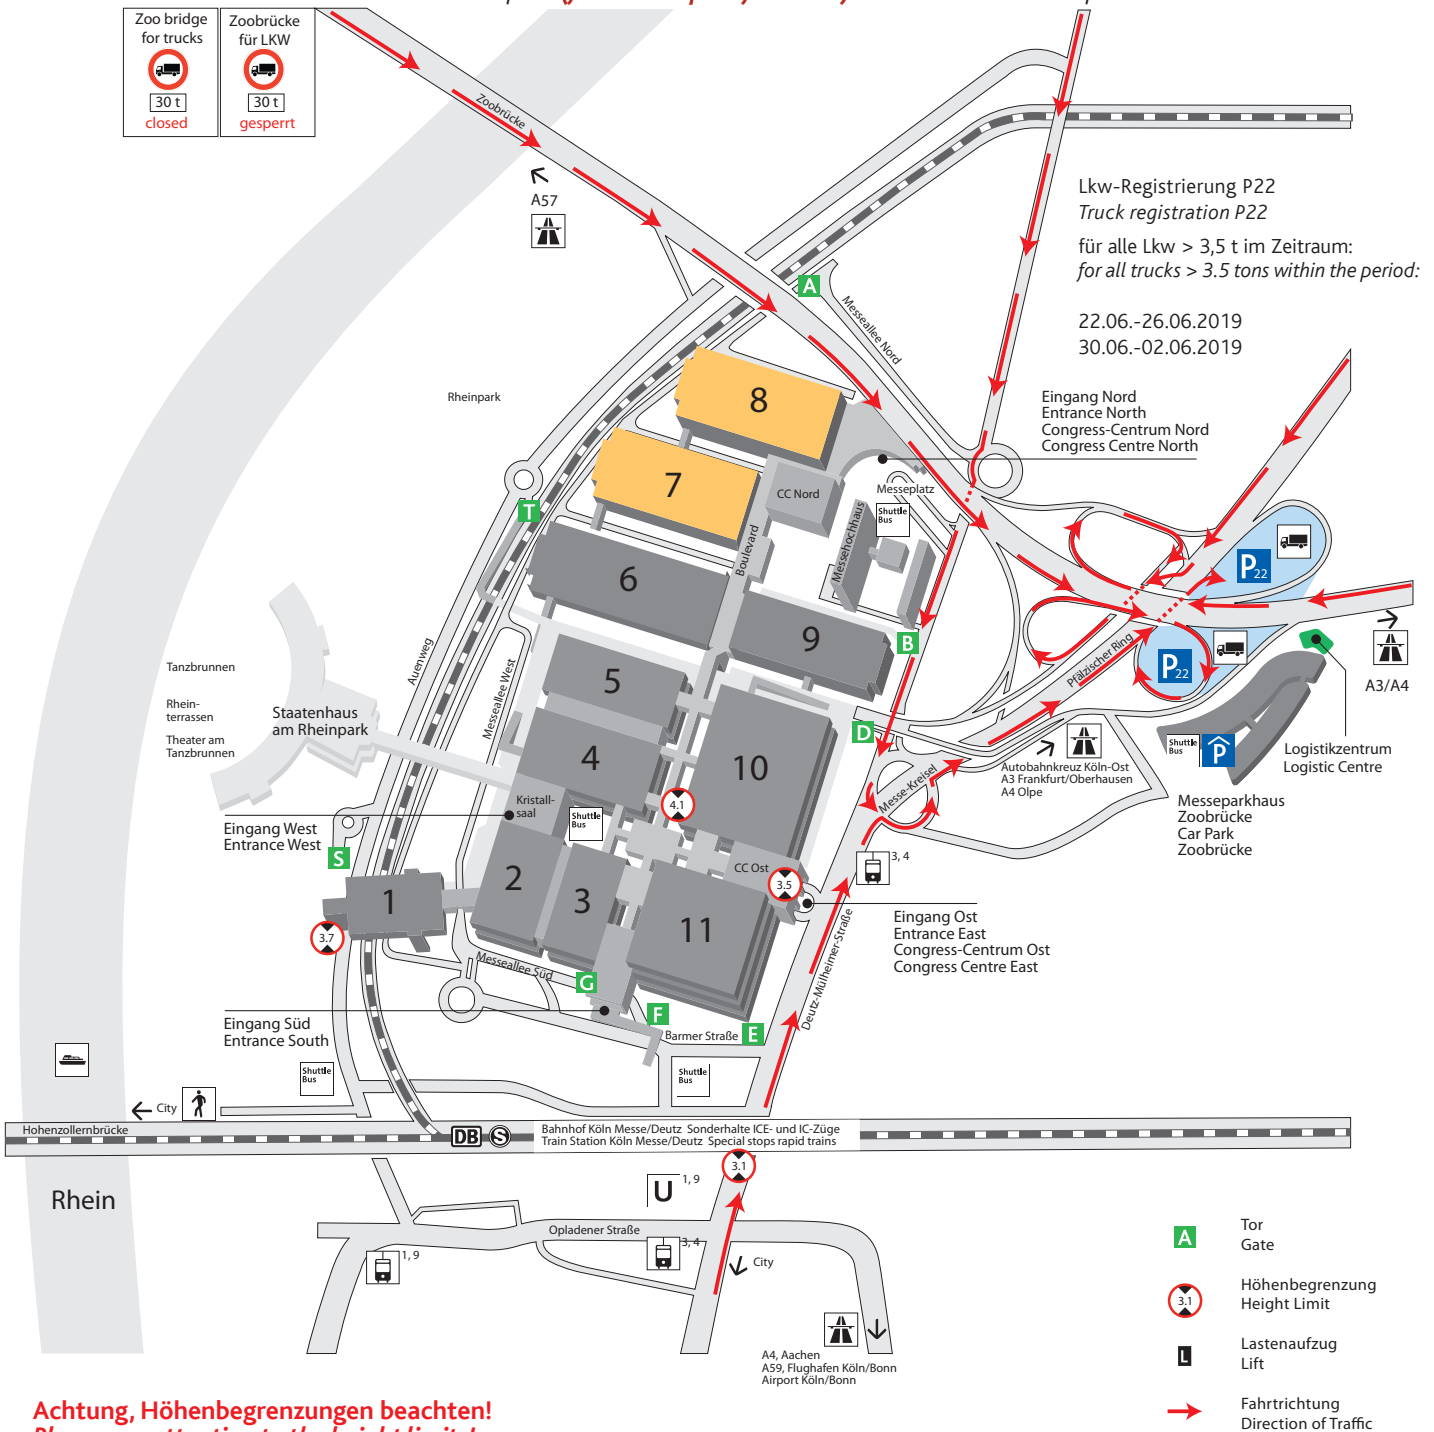 Zoo bridge
for trucks
30 t
closed
Zoobrücke
für LKW
30 t
gesperrt
Zoobrücke
A57
Lkw-Registrierung P22
Truck registration P22
für alle Lkw > 3,5 t im Zeitraum:
for all trucks > 3.5 tons within the period:
22.06.-26.06.2019
30.06.-02.06.2019
A
Messeallee Nord
Rheinpark
8
7
Eingang Nord
Entrance North
Congress-Centrum Nord
Congress Centre North
CC Nord
Messeplatz
Shuttle
Bus
Messehochhaus
Boulevard
T
6
9
B
P22
P22
Pfälzischer Ring
A3/A4
Tanzbrunnen
Rhein-
terrassen
Theater am
Tanzbrunnen
Staatenhaus
am Rheinpark
Auenweg
Messeallee West
5
4
10
D
4.1
Kristall-
saal
Shuttle
Bus
Messe-Kreisel
Autobahnkreuz Köln-Ost
A3 Frankfurt/Oberhausen
A4 Olpe
Shuttle
Bus
P
Logistikzentrum
Logistic Centre
Messeparkhaus
Zoobrücke
Car Park
Zoobrücke
Eingang West
Entrance West
S
1
2
3
11
CC Ost
3.5
3.7
3, 4
Eingang Ost
Entrance East
Congress-Centrum Ost
Congress Centre East
Deutz-Mülheimer-Straße
Messeallee Süd
G
F
E
Barmer Straße
Eingang Süd
Entrance South
Shuttle
Bus
Shuttle
Bus
City
Hohenzollernbrücke
DB
S
Bahnhof Köln Messe/Deutz Sonderhalte ICE- und IC-Züge
Train Station Köln Messe/Deutz Special stops rapid trains
3.1
U 1, 9
Rhein
Opladener Straße
1, 9
3, 4
City
A4, Aachen
A59, Flughafen Köln/Bonn
Airport Köln/Bonn
A
Tor
Gate
3.1
Höhenbegrenzung
Height Limit
L
Lastenaufzug
Lift
Fahrtrichtung
Direction of Traffic
Achtung, Höhenbegrenzungen beachten!